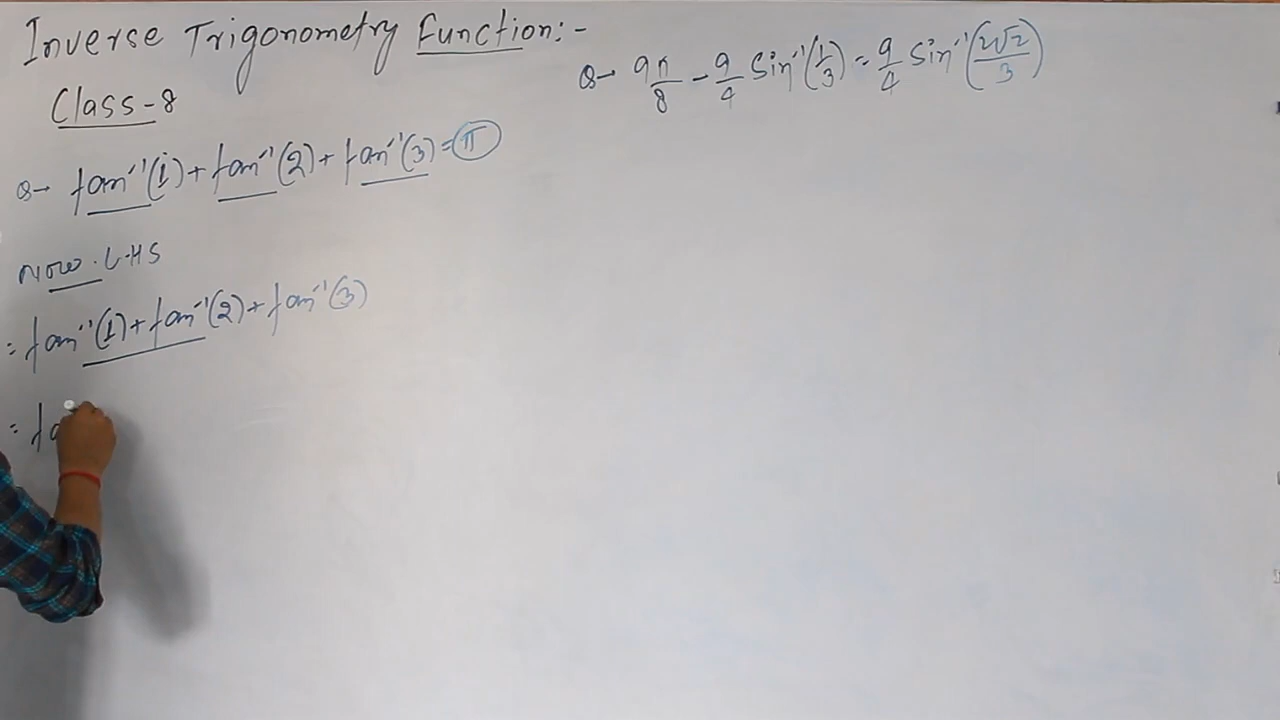 Inverse Trigonometry Function:-
Class-8
Q→ tan⁻¹(1)+tan⁻¹(2)+tan⁻¹(3)=π
Now L·H·S
= tan⁻¹(1)+tan⁻¹(2)+tan⁻¹(3)
= ta
Q→ 9π/8 - 9/4 Sin⁻¹(1/3) = 9/4 Sin⁻¹(2√2/3)